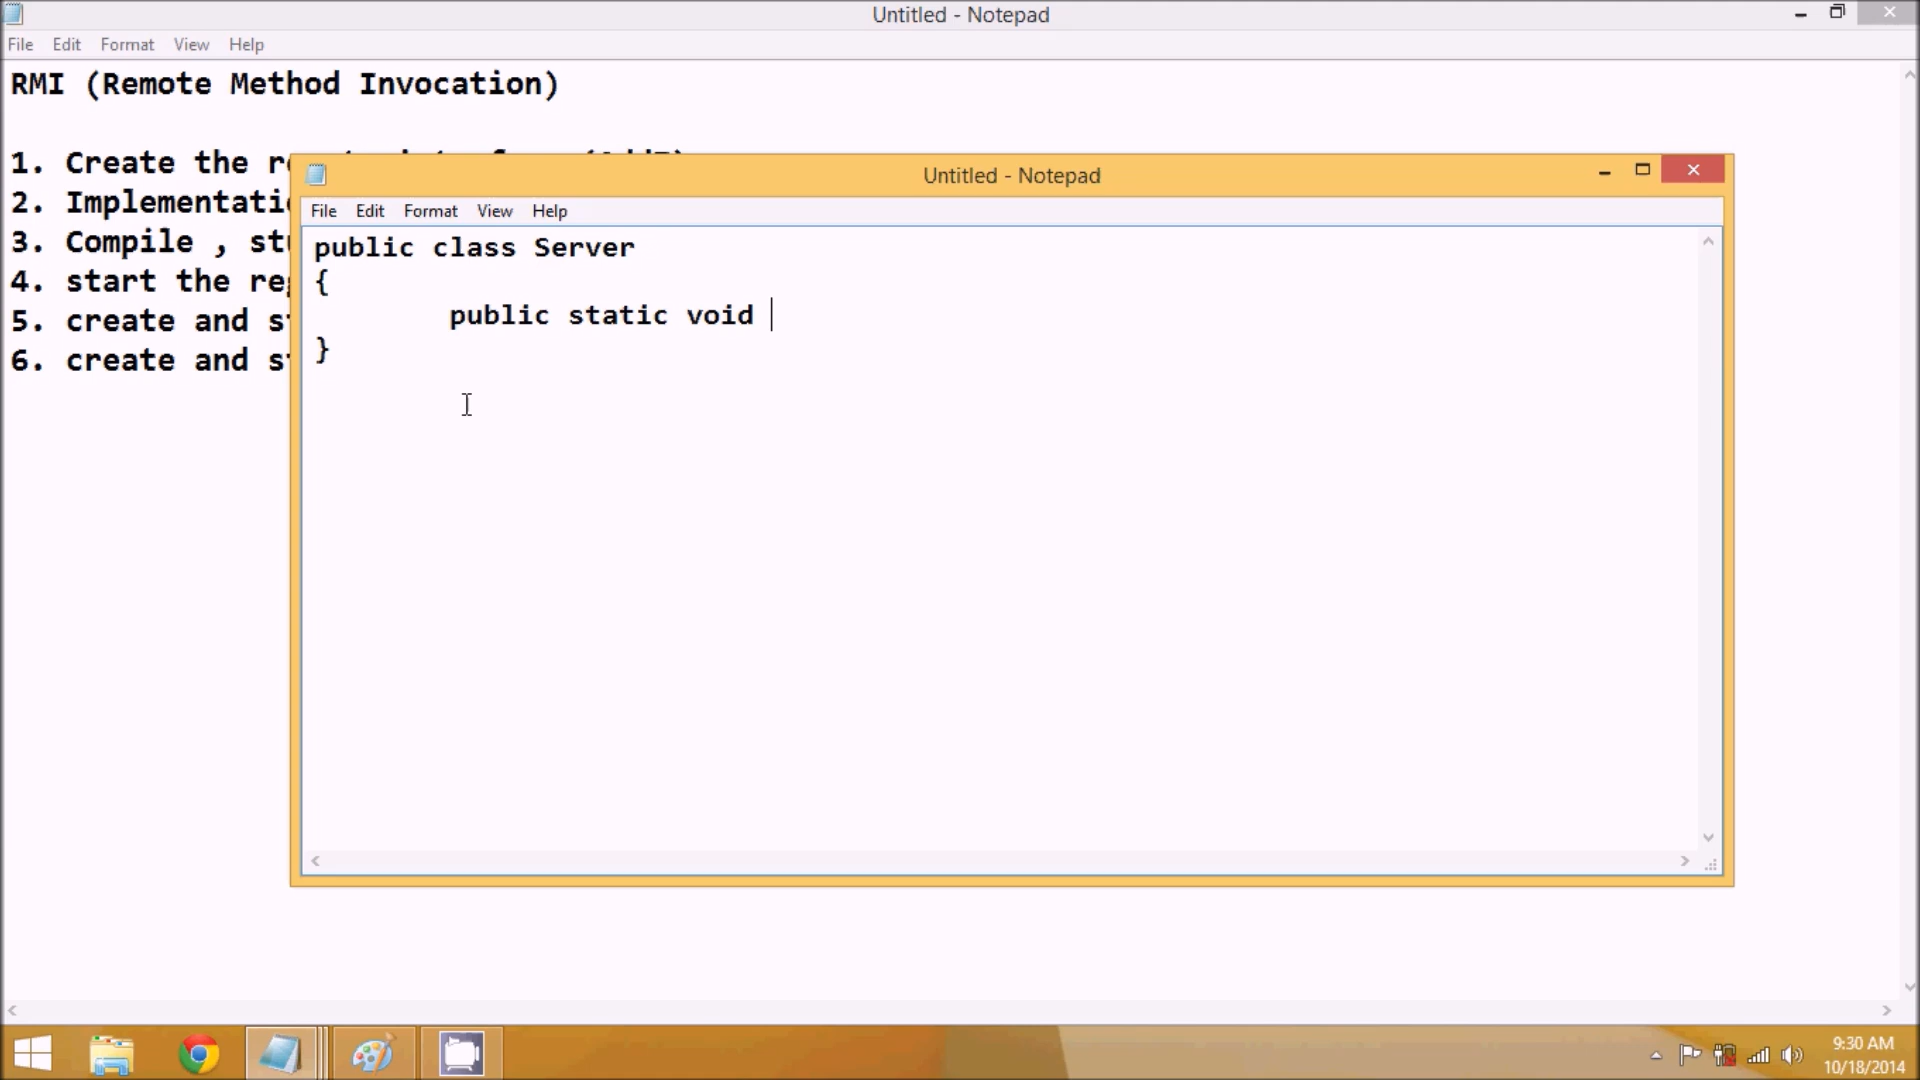 Untitled - Notepad
File Edit Format View Help
RMI (Remote Method Invocation)
1. Create the
2. Implementati
3. Compile , st
4. start the re
5. create and s
6. create and s
Untitled - Notepad
File Edit Format View Help
public class Server
{
public static void
}
9:30 AM
10/18/2014